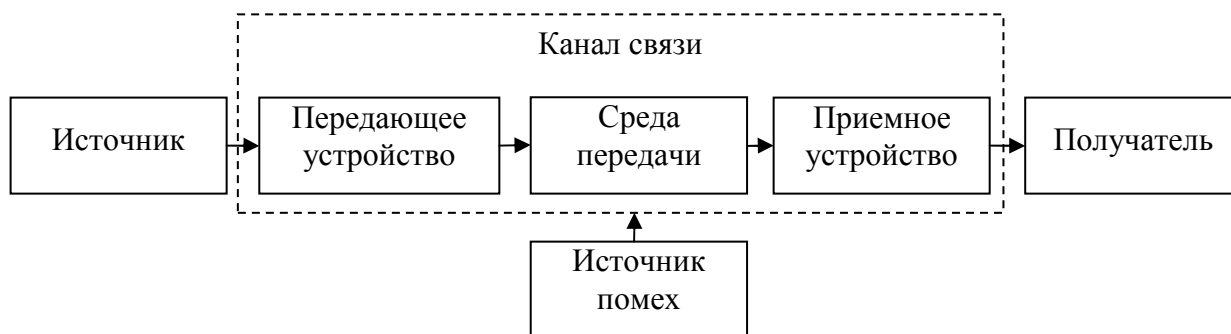 Канал связи
Источник
Передающее
устройство
Среда
передачи
Приемное
устройство
Получатель
Источник
помех